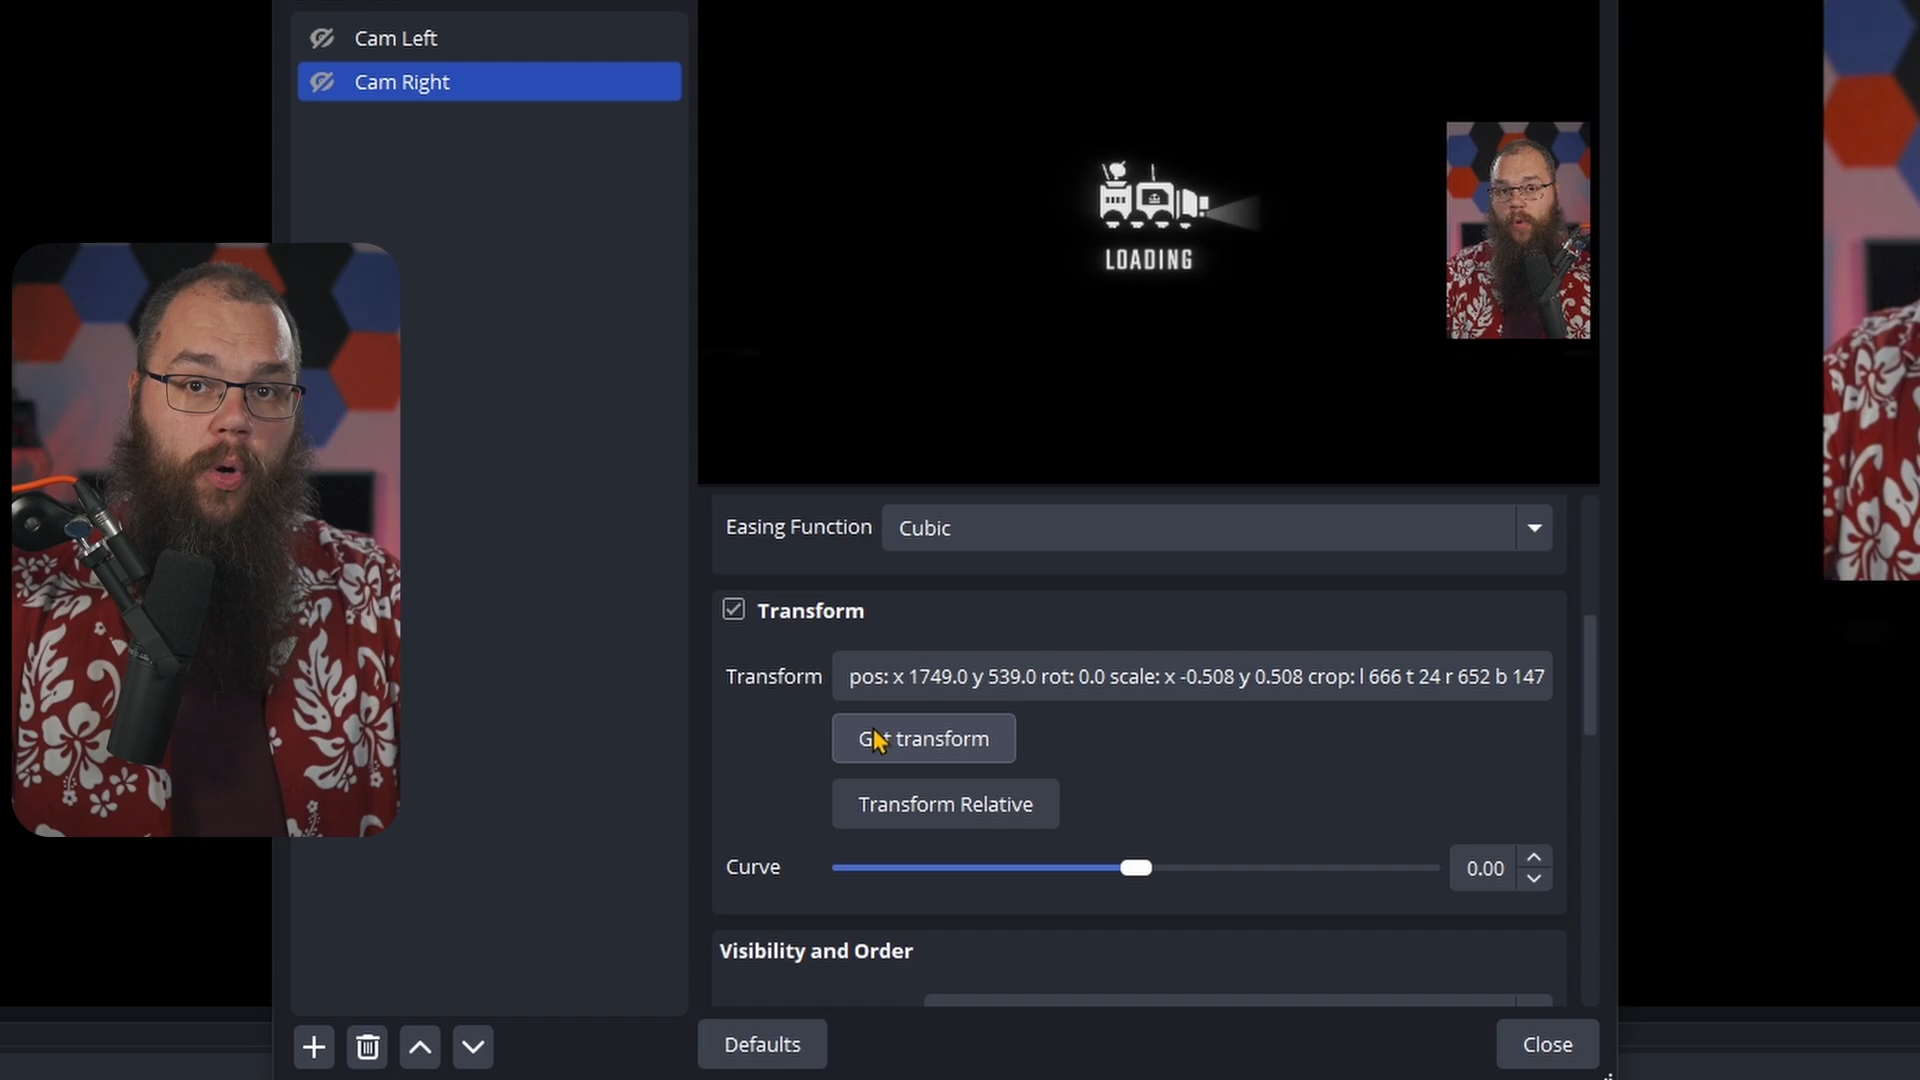 Cam Left
Cam Right
LOADING
Easing Function Cubic
Transform
Transform pos: x 1749.0 y 539.0 rot: 0.0 scale: x -0.508 y 0.508 crop: l 666 t 24 r 652 b 147
Get transform
Transform Relative
Curve 0.00
Visibility and Order
Defaults
Close